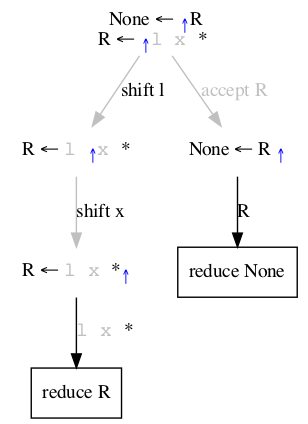 None ← ↑R
R ← ↑l x *
shift l
accept R
R ← l ↑x *
None ← R ↑
shift x
R
R ← l x *↑
reduce None
l x *
reduce R